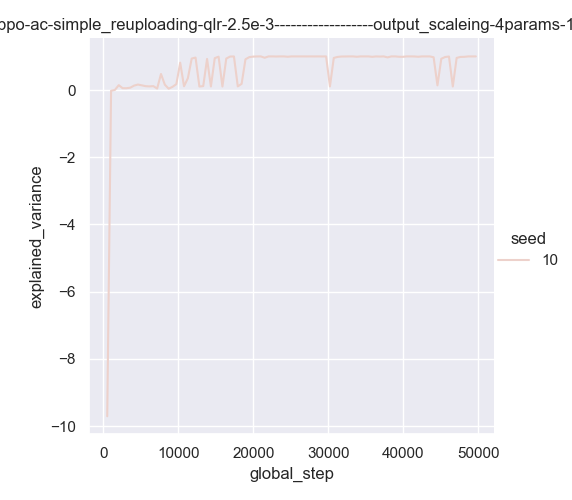 ppo-ac-simple_reuploading-qlr-2.5e-3------------------output_scaleing-4params-1
0
−2
−4
−6
−8
−10
explained_variance
0 10000 20000 30000 40000 50000
global_step
seed
10